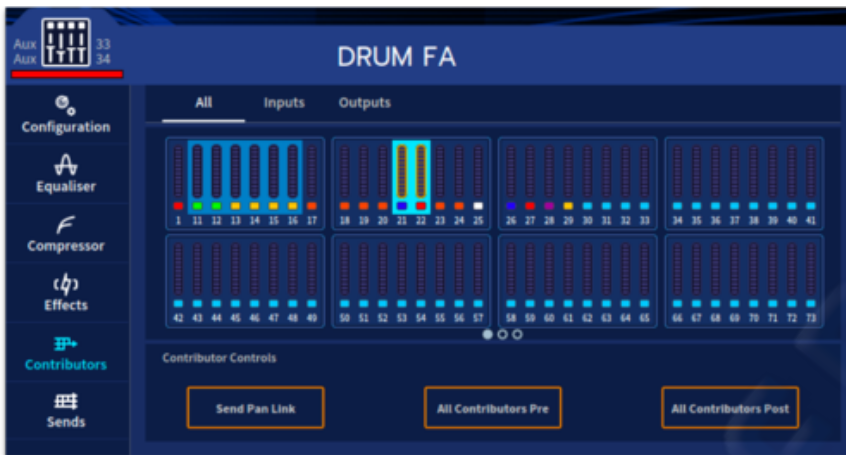 Aux 33
Aux 34
DRUM FA
All Inputs Outputs
Configuration
Equaliser
Compressor
Effects
Contributors
Sends
1 11 12 13 14 15 16 17
18 19 20 21 22 23 24 25
26 27 28 29 30 31 32 33
34 35 36 37 38 39 40 41
42 43 44 45 46 47 48 49
50 51 52 53 54 55 56 57
58 59 60 61 62 63 64 65
66 67 68 69 70 71 72 73
Contributor Controls
Send Pan Link All Contributors Pre All Contributors Post